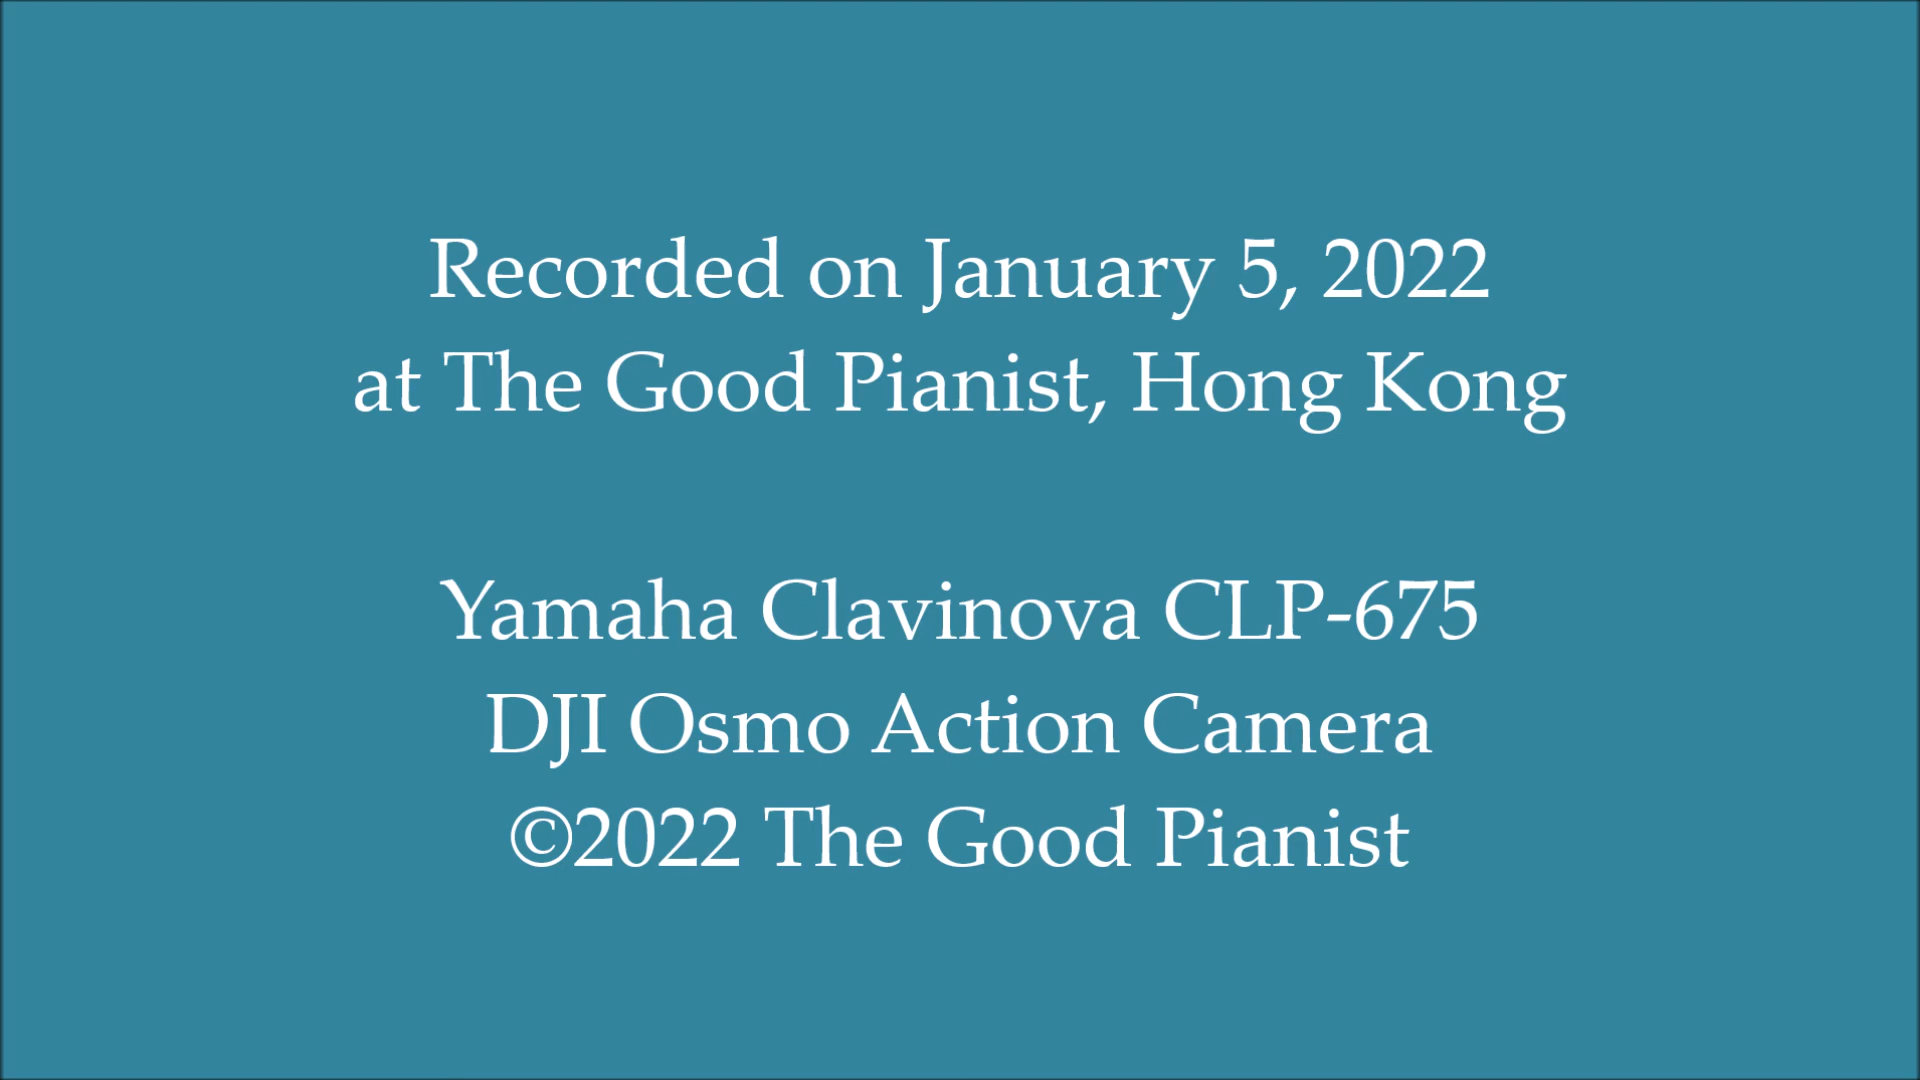 Recorded on January 5, 2022
at The Good Pianist, Hong Kong
Yamaha Clavinova CLP-675
DJI Osmo Action Camera
©2022 The Good Pianist